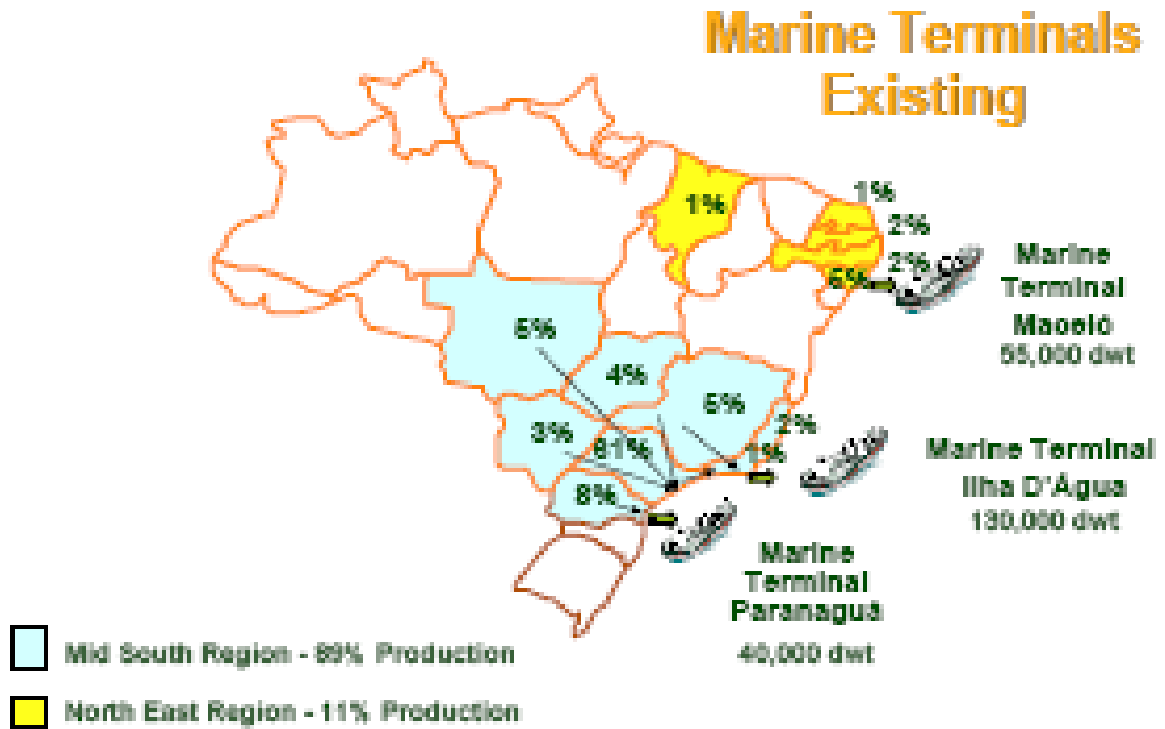 Marine Terminals
Existing
1%
1%
2%
2%
5%
Marine
Terminal
Maceió
55,000 dwt
5%
4%
5%
2%
3%
61%
1%
8%
Marine Terminal
Ilha D'Água
130,000 dwt
Marine
Terminal
Paranaguá
40,000 dwt
Mid South Region - 89% Production
North East Region - 11% Production